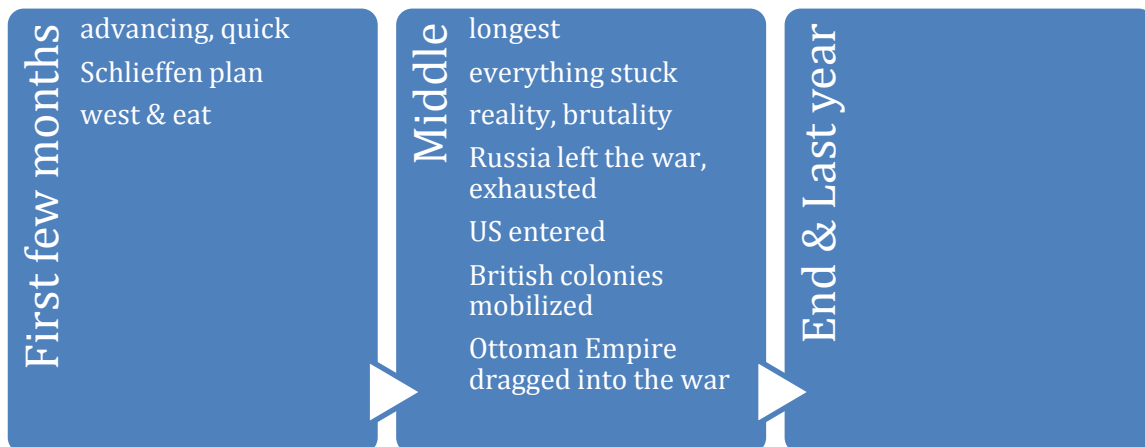 First few months
advancing, quick
Schlieffen plan
west & eat
Middle
longest
everything stuck
reality, brutality
Russia left the war,
exhausted
US entered
British colonies
mobilized
Ottoman Empire
dragged into the war
End & Last year